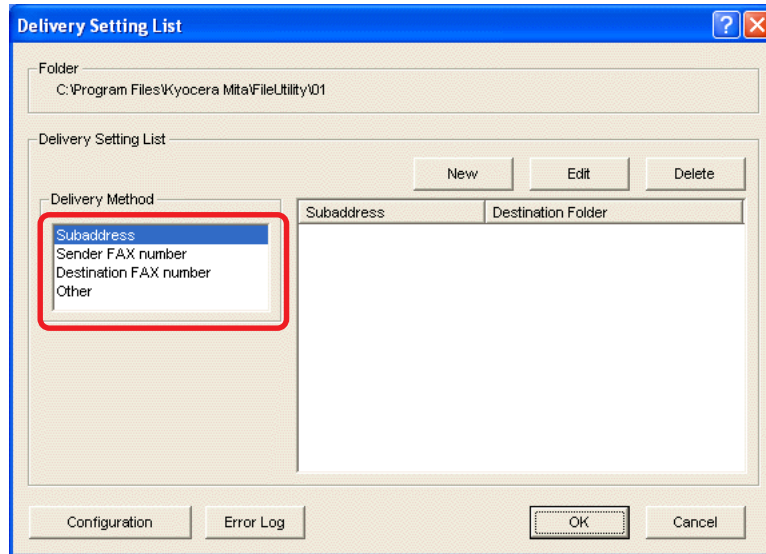 Delivery Setting List
Folder
C:\Program Files\Kyocera Mita\FileUtility\01
Delivery Setting List
New Edit Delete
Delivery Method
Subaddress Destination Folder
Subaddress
Sender FAX number
Destination FAX number
Other
Configuration Error Log OK Cancel